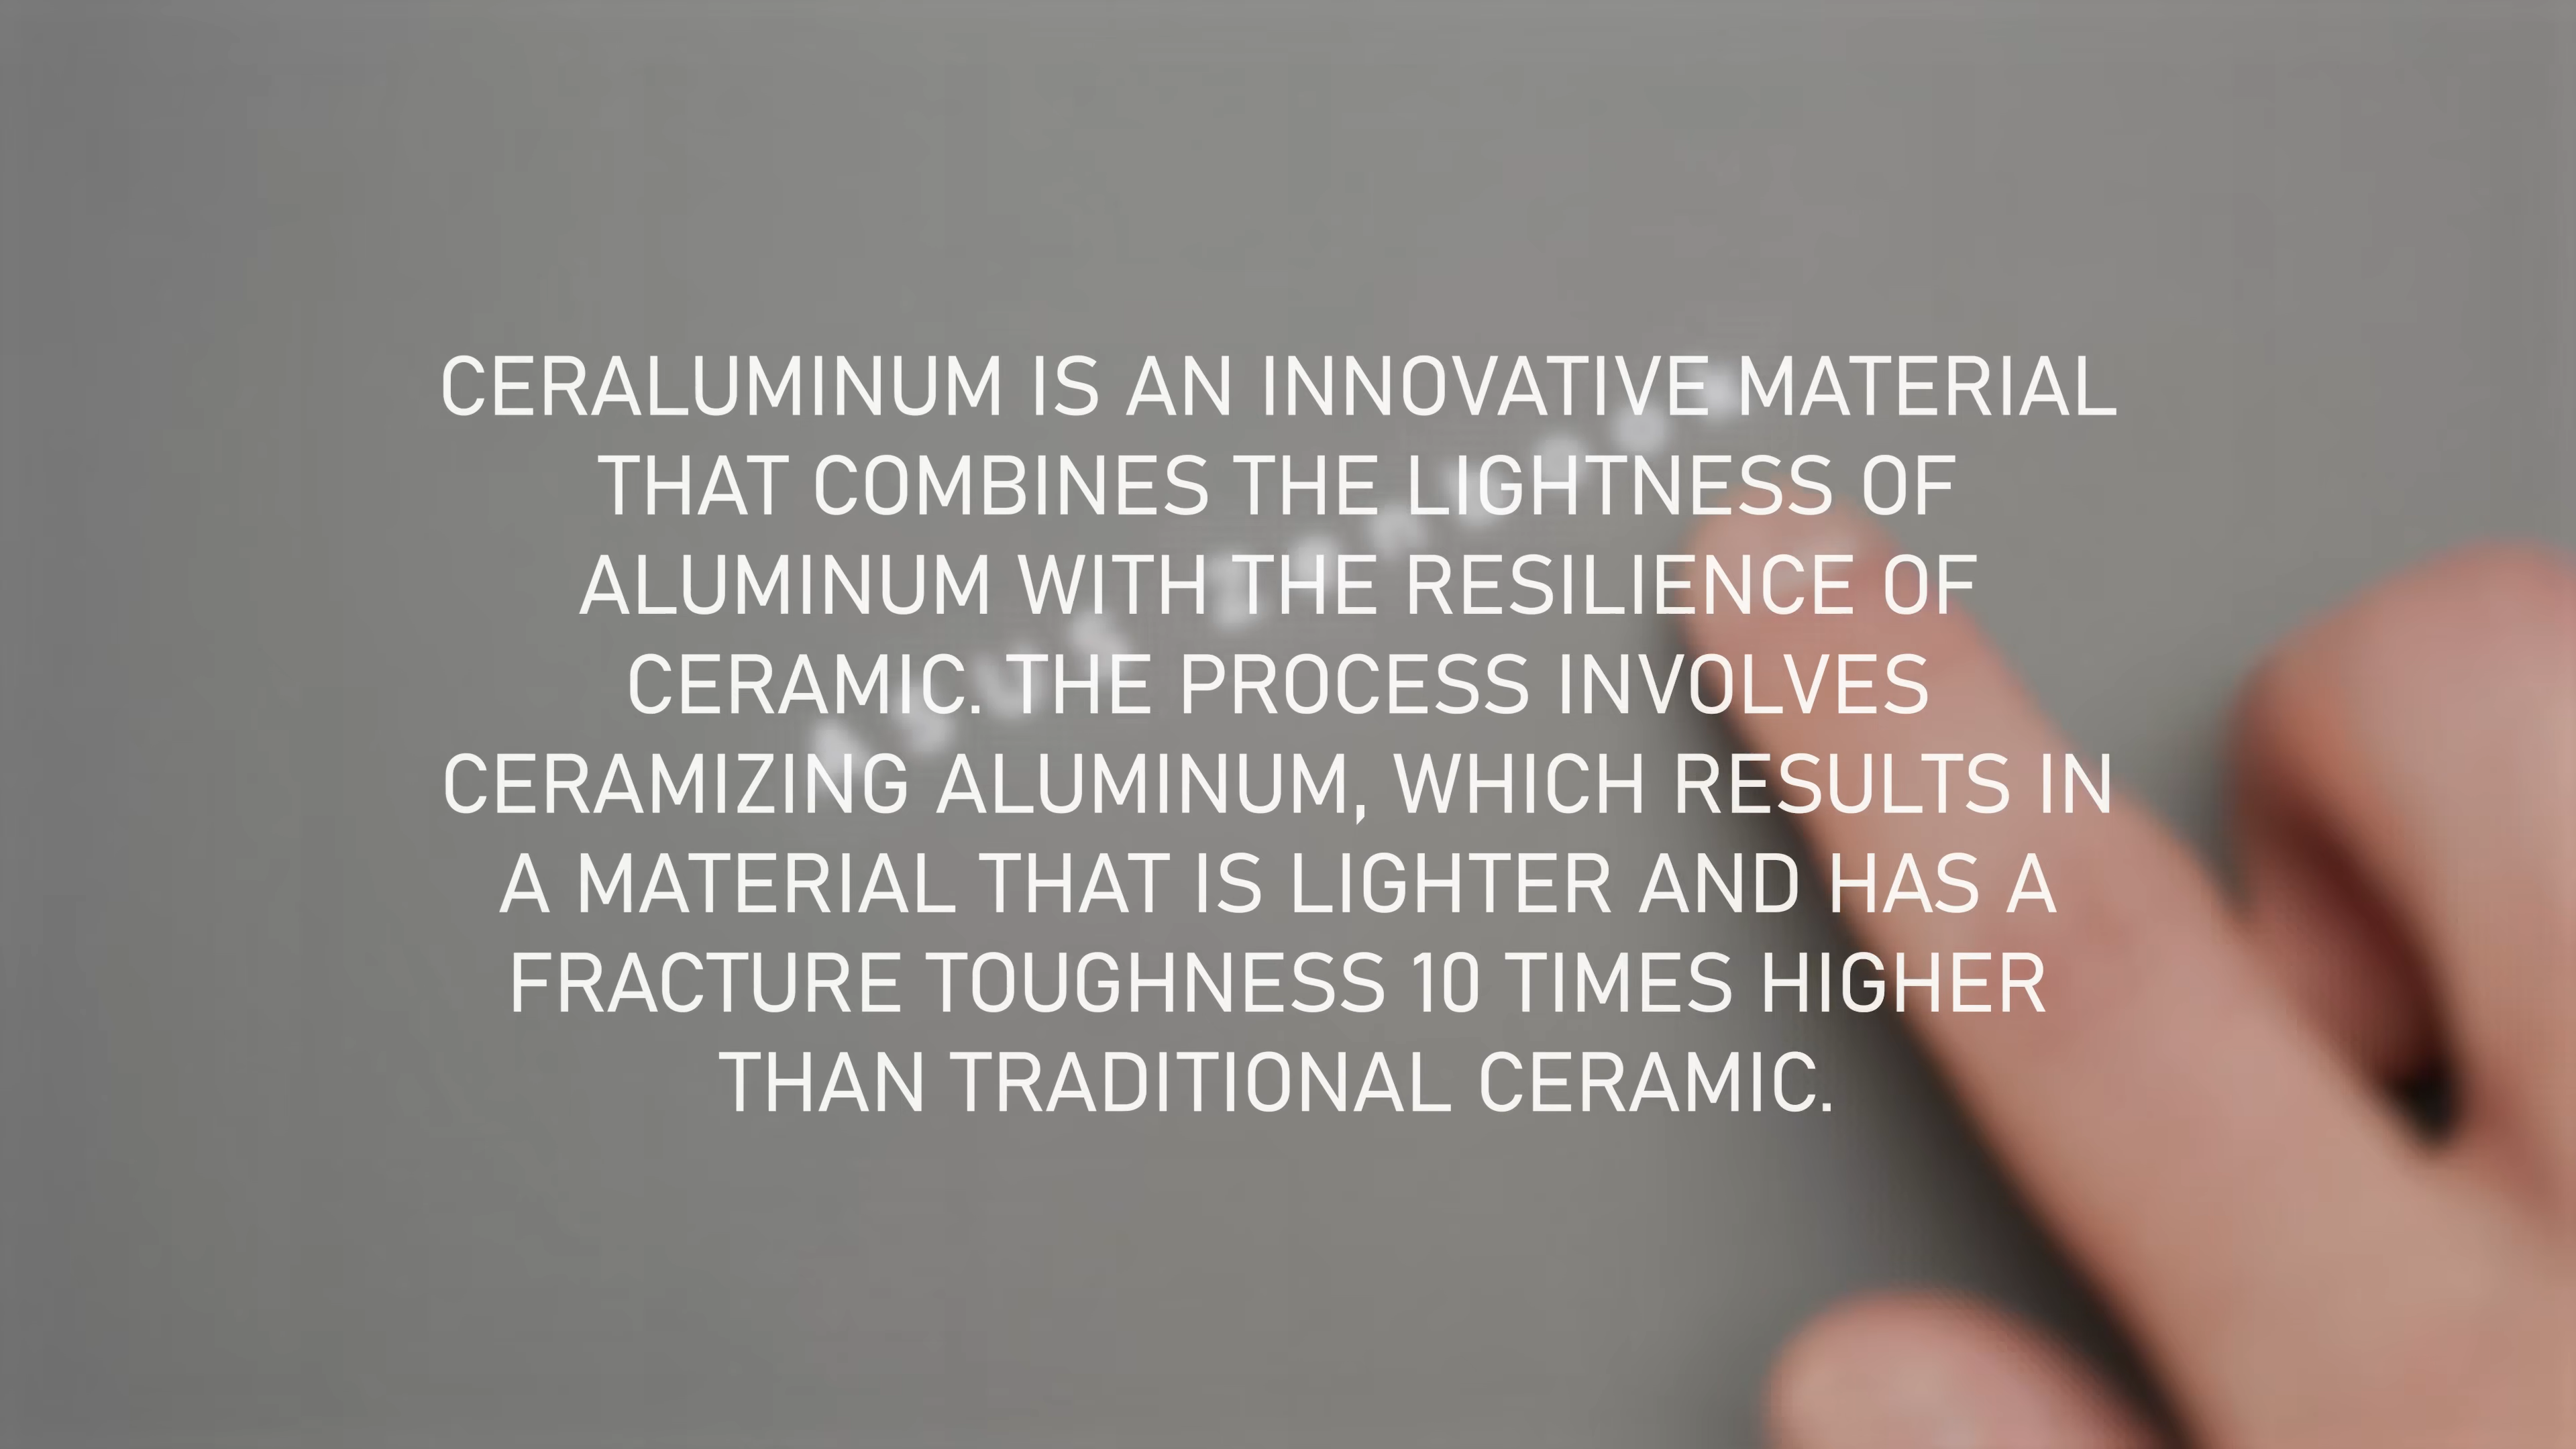 CERALUMINUM IS AN INNOVATIVE MATERIAL
THAT COMBINES THE LIGHTNESS OF
ALUMINUM WITH THE RESILIENCE OF
CERAMIC. THE PROCESS INVOLVES
CERAMIZING ALUMINUM, WHICH RESULTS IN
A MATERIAL THAT IS LIGHTER AND HAS A
FRACTURE TOUGHNESS 10 TIMES HIGHER
THAN TRADITIONAL CERAMIC.
ASUS Zenbook